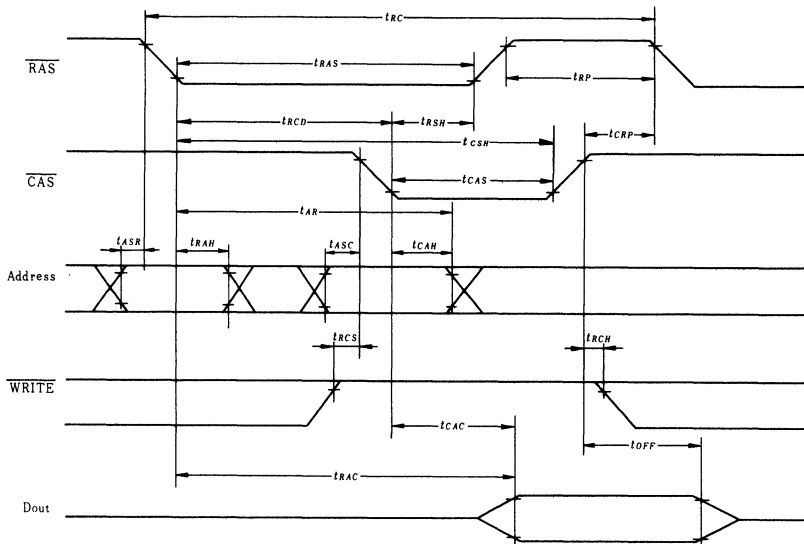 tRC
RAS
tRAS
tRP
tRCD
tRSH
tCRP
tCSH
CAS
tCAS
tAR
tASR
tRAH
tASC
tCAH
Address
tRCS
tRCH
WRITE
tCAC
tOFF
tRAC
Dout